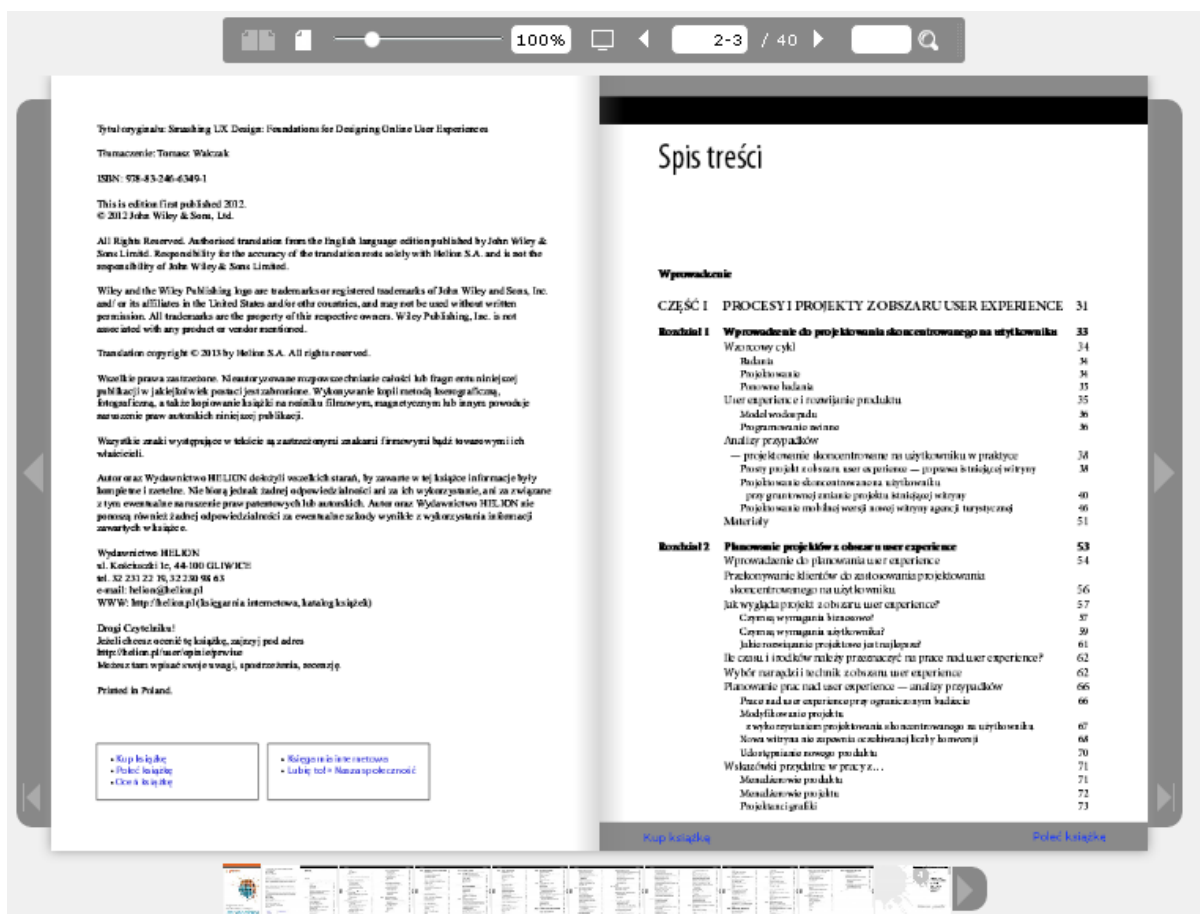 100%
2-3 / 40
Tytuł oryginału: Smashing UX Design: Foundations for Designing Online User Experiences
Tłumaczenie: Tomasz Walczak
ISBN: 978-83-246-6349-1
This is edition first published 2012.
© 2012 John Wiley & Sons, Ltd.
All Rights Reserved. Authorised translation from the English language edition published by John Wiley &
Sons Limitd. Responsibility for the accuracy of the translation rests solely with Helion S.A. and is not the
responsibility of John Wiley & Sons Limited.
Wiley and the Wiley Publishing logo are trademarks or registered trademarks of John Wiley and Sons, Inc.
and/ or its affiliates in the United States and/or othr countries, and may not be used without written
permission. All trademarks are the property of this respective owners. Wiley Publishing, Inc. is not
associated with any product or vendor mentioned.
Translation copyright © 2013 by Helion S.A. All rights reserved.
Wszelkie prawa zastrzeżone. Nieautoryzowane rozpowszechnianie całości lub fragmentu niniejszej
publikacji w jakiejkolwiek postaci jest zabronione. Wykonywanie kopii metodą kserograficzną,
fotograficzną, a także kopiowanie książki na nośniku filmowym, magnetycznym lub innym powoduje
naruszenie praw autorskich niniejszej publikacji.
Wszystkie znaki występujące w tekście są zastrzeżonymi znakami firmowymi bądź towarowymi ich
właścicieli.
Autor oraz Wydawnictwo HELION dołożyli wszelkich starań, by zawarte w tej książce informacje były
kompletne i rzetelne. Nie biorą jednak żadnej odpowiedzialności ani za ich wykorzystanie, ani za związane
z tym ewentualne naruszenie praw patentowych lub autorskich. Autor oraz Wydawnictwo HELION nie
ponoszą również żadnej odpowiedzialności za ewentualne szkody wynikłe z wykorzystania informacji
zawartych w książce.
Wydawnictwo HELION
ul. Kościuszki 1c, 44-100 GLIWICE
tel. 32 231 22 19, 32 230 98 63
e-mail: helion@helion.pl
WWW: http://helion.pl (księgarnia internetowa, katalog książek)
Drogi Czytelniku!
Jeżeli chcesz ocenić tę książkę, zajrzyj pod adres
http://helion.pl/user/opinie/prwiuz
Możesz tam wpisać swoje uwagi, spostrzeżenia, recenzję.
Printed in Poland.
• Kup książkę
• Poleć książkę
• Oceń książkę
• Księgarnia internetowa
• Lubię to! » Nasza społeczność
Spis treści
Wprowadzenie
CZĘŚĆ I PROCESY I PROJEKTY Z OBSZARU USER EXPERIENCE 31
Rozdział 1 Wprowadzenie do projektowania skoncentrowanego na użytkowniku 33
Wzorcowy cykl 34
Badania 34
Projektowanie 34
Ponowne badania 35
User experience i rozwijanie produktu 35
Model wodospadu 36
Programowanie zwinne 36
Analizy przypadków
— projektowanie skoncentrowane na użytkowniku w praktyce 38
Prosty projekt z obszaru user experience — poprawa istniejącej witryny 38
Projektowanie skoncentrowane na użytkowniku
przy gruntownej zmianie projektu istniejącej witryny 40
Projektowanie mobilnej wersji nowej witryny agencji turystycznej 46
Materiały 51
Rozdział 2 Planowanie projektów z obszaru user experience 53
Wprowadzenie do planowania user experience 54
Przekonywanie klientów do zastosowania projektowania
skoncentrowanego na użytkowniku 56
Jak wygląda projekt z obszaru user experience? 57
Czym są wymagania biznesowe? 57
Czym są wymagania użytkownika? 59
Jakie rozwiązanie projektowe jest najlepsze? 61
Ile czasu i środków należy przeznaczyć na prace nad user experience? 62
Wybór narzędzi i technik z obszaru user experience 62
Planowanie prac nad user experience — analizy przypadków 66
Prace nad user experience przy ograniczonym budżecie 66
Modyfikowanie projektu
z wykorzystaniem projektowania skoncentrowanego na użytkowniku 67
Nowa witryna nie zapewnia oczekiwanej liczby konwersji 68
Udostępnianie nowego produktu 70
Wskazówki przydatne w pracy z… 71
Menadżerowie produktu 71
Menadżerowie projektu 72
Projektanci grafiki 73
Kup książkę
Poleć książkę